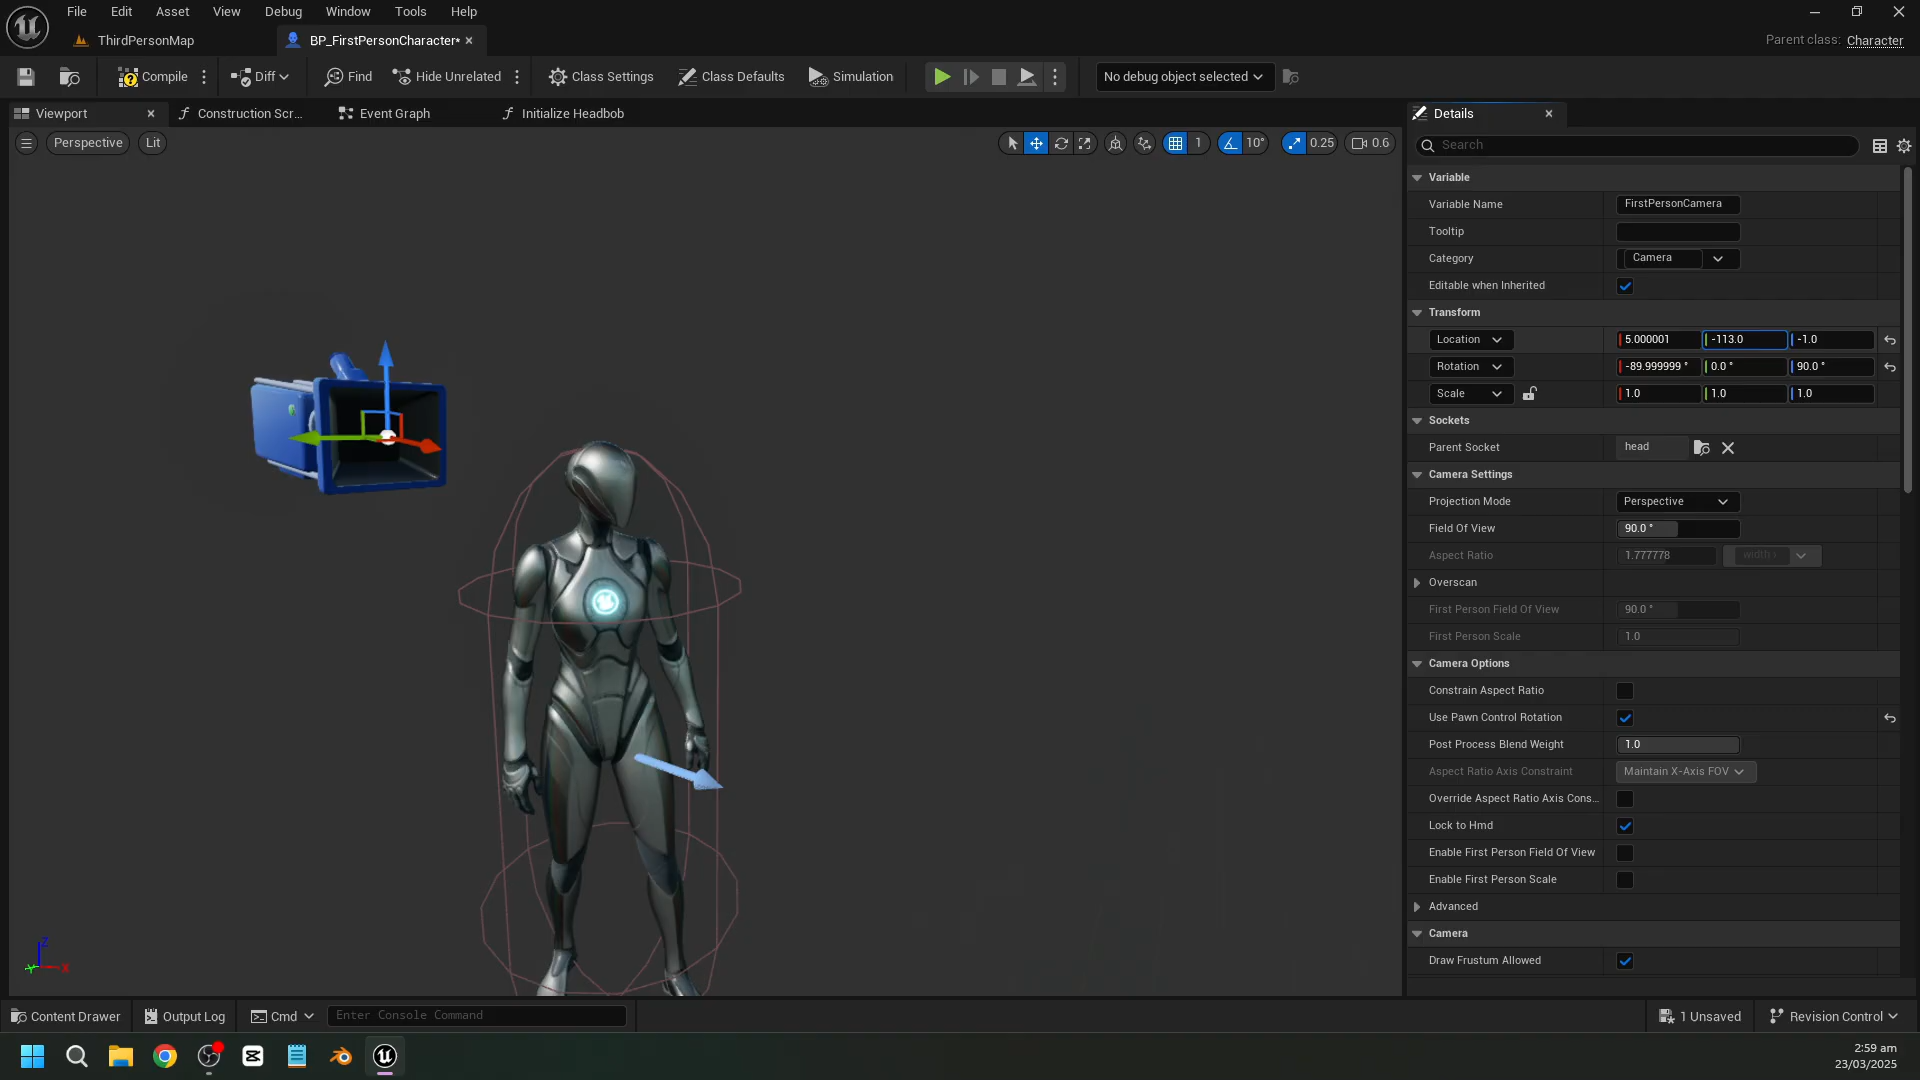 File Edit Asset View Debug Window Tools Help
ThirdPersonMap
BP_FirstPersonCharacter*
Parent class: Character
Compile
Diff
Find
Hide Unrelated
Class Settings
Class Defaults
Simulation
No debug object selected
Viewport
Construction Scr...
Event Graph
Initialize Headbob
Details
Perspective
Lit
1
10°
0.25
0.6
Search
Variable
Variable Name FirstPersonCamera
Tooltip
Category Camera
Editable when Inherited
Transform
Location 5.000001 -113.0 -1.0
Rotation -89.999999 ° 0.0 ° 90.0 °
Scale 1.0 1.0 1.0
Sockets
Parent Socket head
Camera Settings
Projection Mode Perspective
Field Of View 90.0 °
Aspect Ratio 1.777778
Overscan
First Person Field Of View 90.0 °
First Person Scale 1.0
Camera Options
Constrain Aspect Ratio
Use Pawn Control Rotation
Post Process Blend Weight 1.0
Aspect Ratio Axis Constraint Maintain X-Axis FOV
Override Aspect Ratio Axis Cons...
Lock to Hmd
Enable First Person Field Of View
Enable First Person Scale
Advanced
Camera
Draw Frustum Allowed
Z
Y
X
Content Drawer
Output Log
Cmd
Enter Console Command
1 Unsaved
Revision Control
2:59 am
23/03/2025